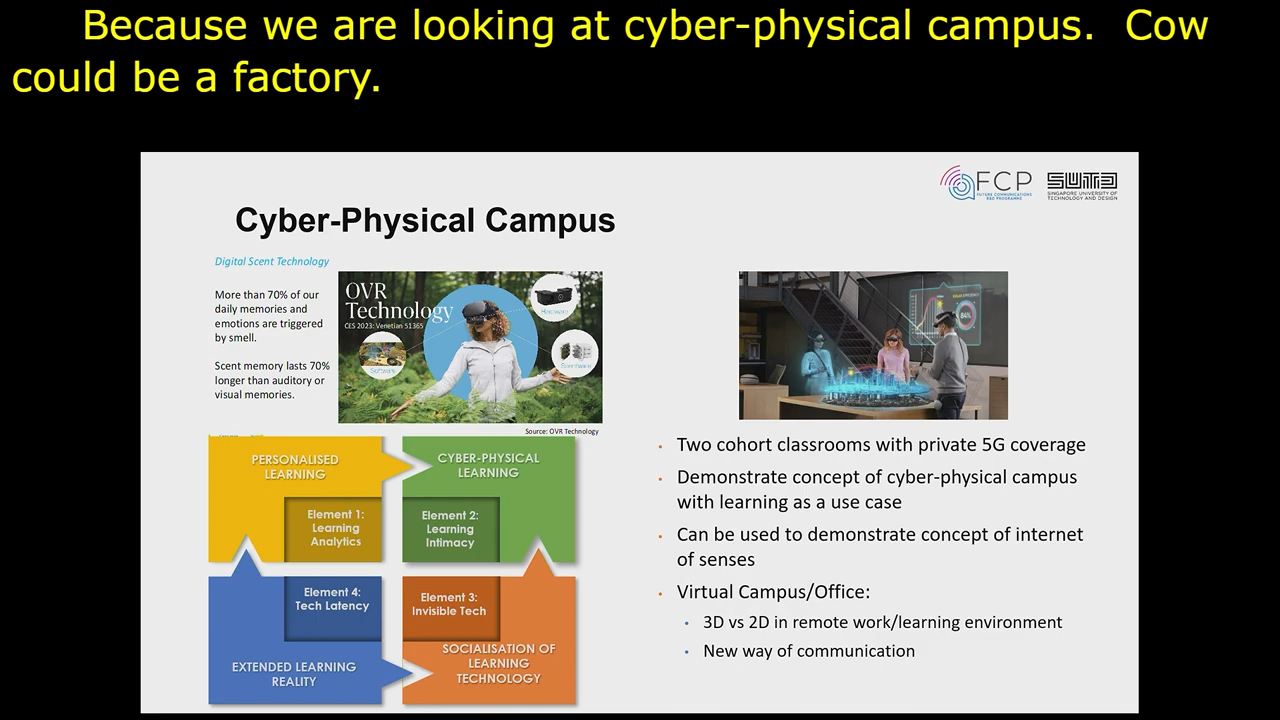 Because we are looking at cyber-physical campus.  Cow
could be a factory.
FCP
FUTURE COMMUNICATIONS
R&D PROGRAMME
SUTD
SINGAPORE UNIVERSITY OF
TECHNOLOGY AND DESIGN
Cyber-Physical Campus
Digital Scent Technology
More than 70% of our
daily memories and
emotions are triggered
by smell.
Scent memory lasts 70%
longer than auditory or
visual memories.
OVR
Technology
CES 2023: Venetian 51365
Hardware
Software
Scentware
Source: OVR Technology
84%
PERSONALISED
LEARNING
CYBER-PHYSICAL
LEARNING
Element 1:
Learning
Analytics
Element 2:
Learning
Intimacy
Element 4:
Tech Latency
Element 3:
Invisible Tech
EXTENDED LEARNING
REALITY
SOCIALISATION OF
LEARNING
TECHNOLOGY
• Two cohort classrooms with private 5G coverage
• Demonstrate concept of cyber-physical campus
with learning as a use case
• Can be used to demonstrate concept of internet
of senses
• Virtual Campus/Office:
• 3D vs 2D in remote work/learning environment
• New way of communication